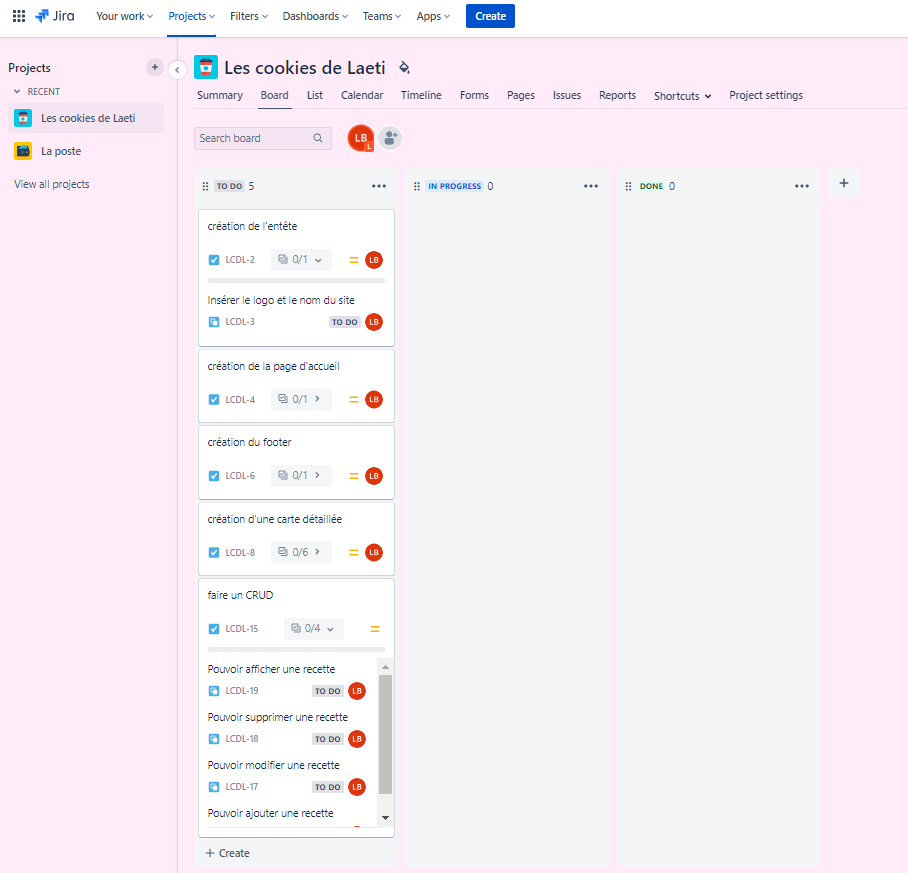 Jira Your work Projects Filters Dashboards Teams Apps Create
Projects
RECENT
Les cookies de Laeti
La poste
View all projects
Les cookies de Laeti
Summary Board List Calendar Timeline Forms Pages Issues Reports Shortcuts Project settings
Search board LB L
TO DO 5
création de l'entête
LCDL-2 0/1 LB
Insérer le logo et le nom du site
LCDL-3 TO DO LB
création de la page d'accueil
LCDL-4 0/1 LB
création du footer
LCDL-6 0/1 LB
création d'une carte détaillée
LCDL-8 0/6 LB
faire un CRUD
LCDL-15 0/4
Pouvoir afficher une recette
LCDL-19 TO DO LB
Pouvoir supprimer une recette
LCDL-18 TO DO LB
Pouvoir modifier une recette
LCDL-17 TO DO LB
Pouvoir ajouter une recette
+ Create
IN PROGRESS 0
DONE 0